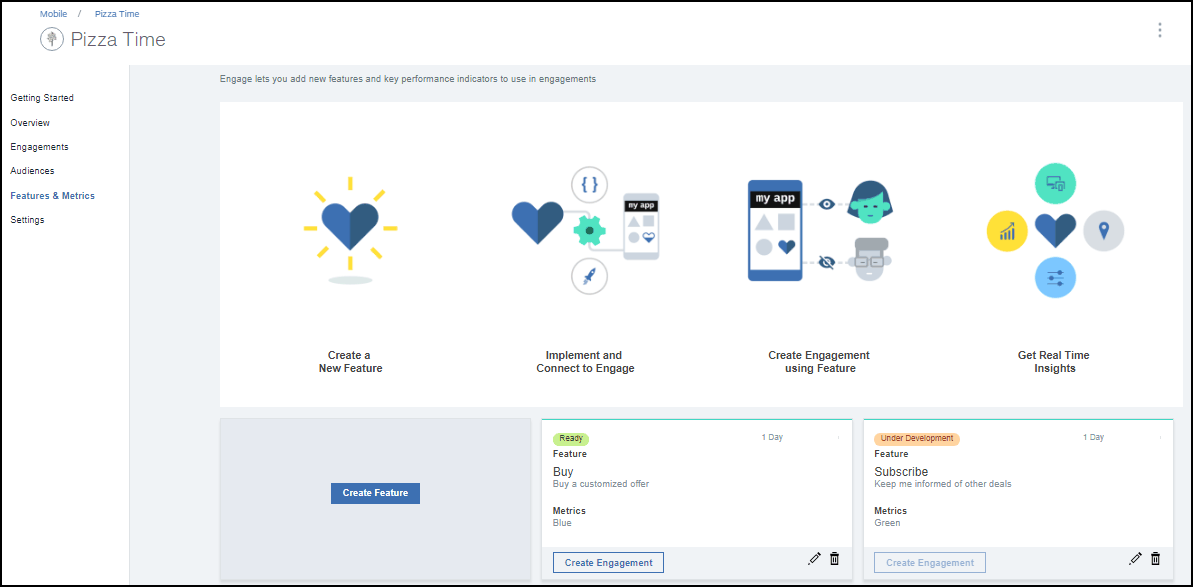 Mobile / Pizza Time
Pizza Time
Getting Started
Overview
Engagements
Audiences
Features & Metrics
Settings
Engage lets you add new features and key performance indicators to use in engagements
{ }
my app
my app
Create a
New Feature
Implement and
Connect to Engage
Create Engagement
using Feature
Get Real Time
Insights
Create Feature
Ready 1 Day
Feature
Buy
Buy a customized offer
Metrics
Blue
Create Engagement
Under Development 1 Day
Feature
Subscribe
Keep me informed of other deals
Metrics
Green
Create Engagement